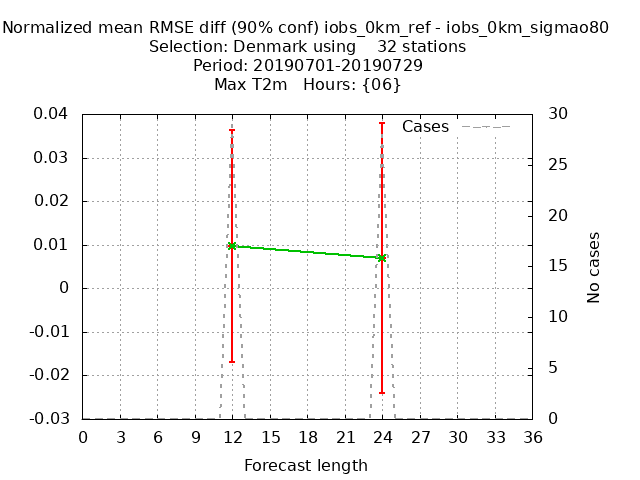 Normalized mean RMSE diff (90% conf) iobs_0km_ref - iobs_0km_sigmao80
Selection: Denmark using    32 stations
Period: 20190701-20190729
Max T2m   Hours: {06}
Cases
0.04
0.03
0.02
0.01
0
-0.01
-0.02
-0.03
30
25
20
15
10
5
0
No cases
0 3 6 9 12 15 18 21 24 27 30 33 36
Forecast length